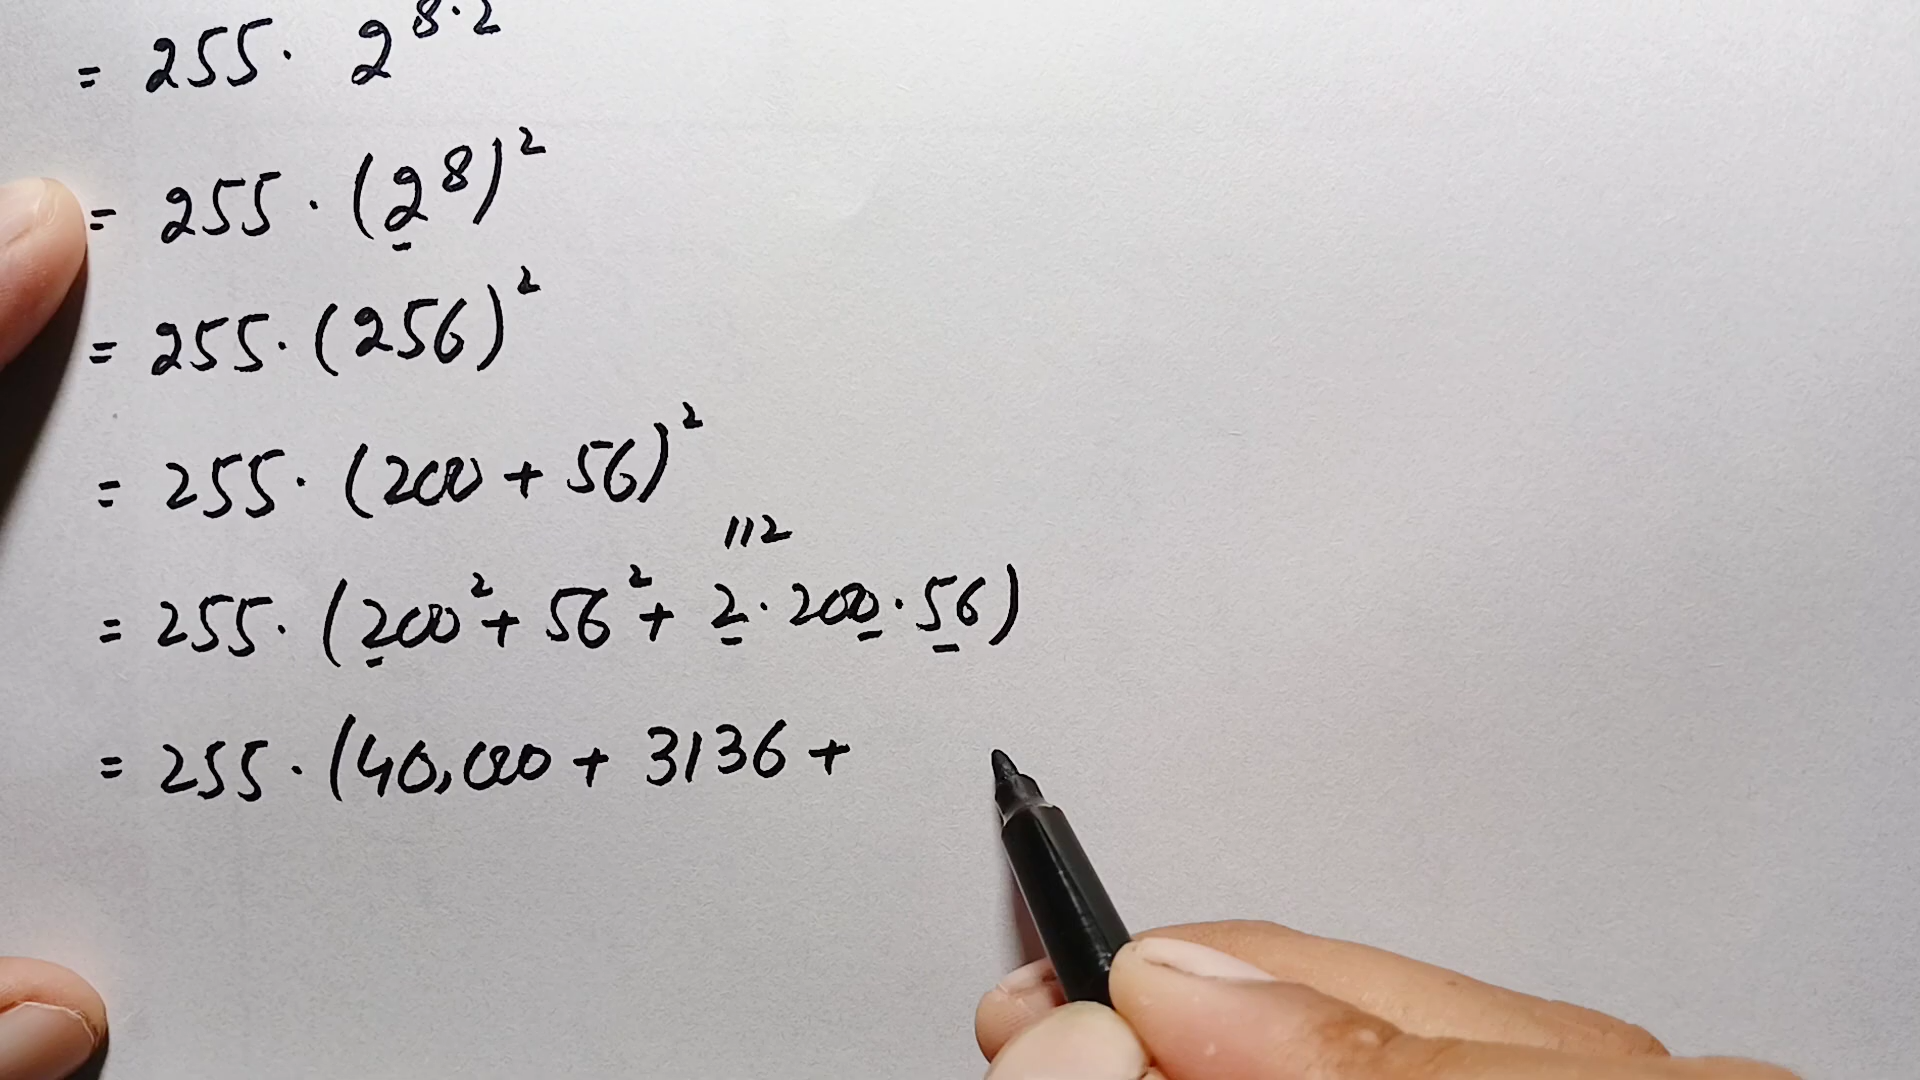 = 255 · 2^8·2
= 255 · (2^8)^2
= 255 · (256)^2
= 255 · (200 + 56)^2
112
= 255 · (200^2 + 56^2 + 2 · 200 · 56)
= 255 · (40,000 + 3136 +